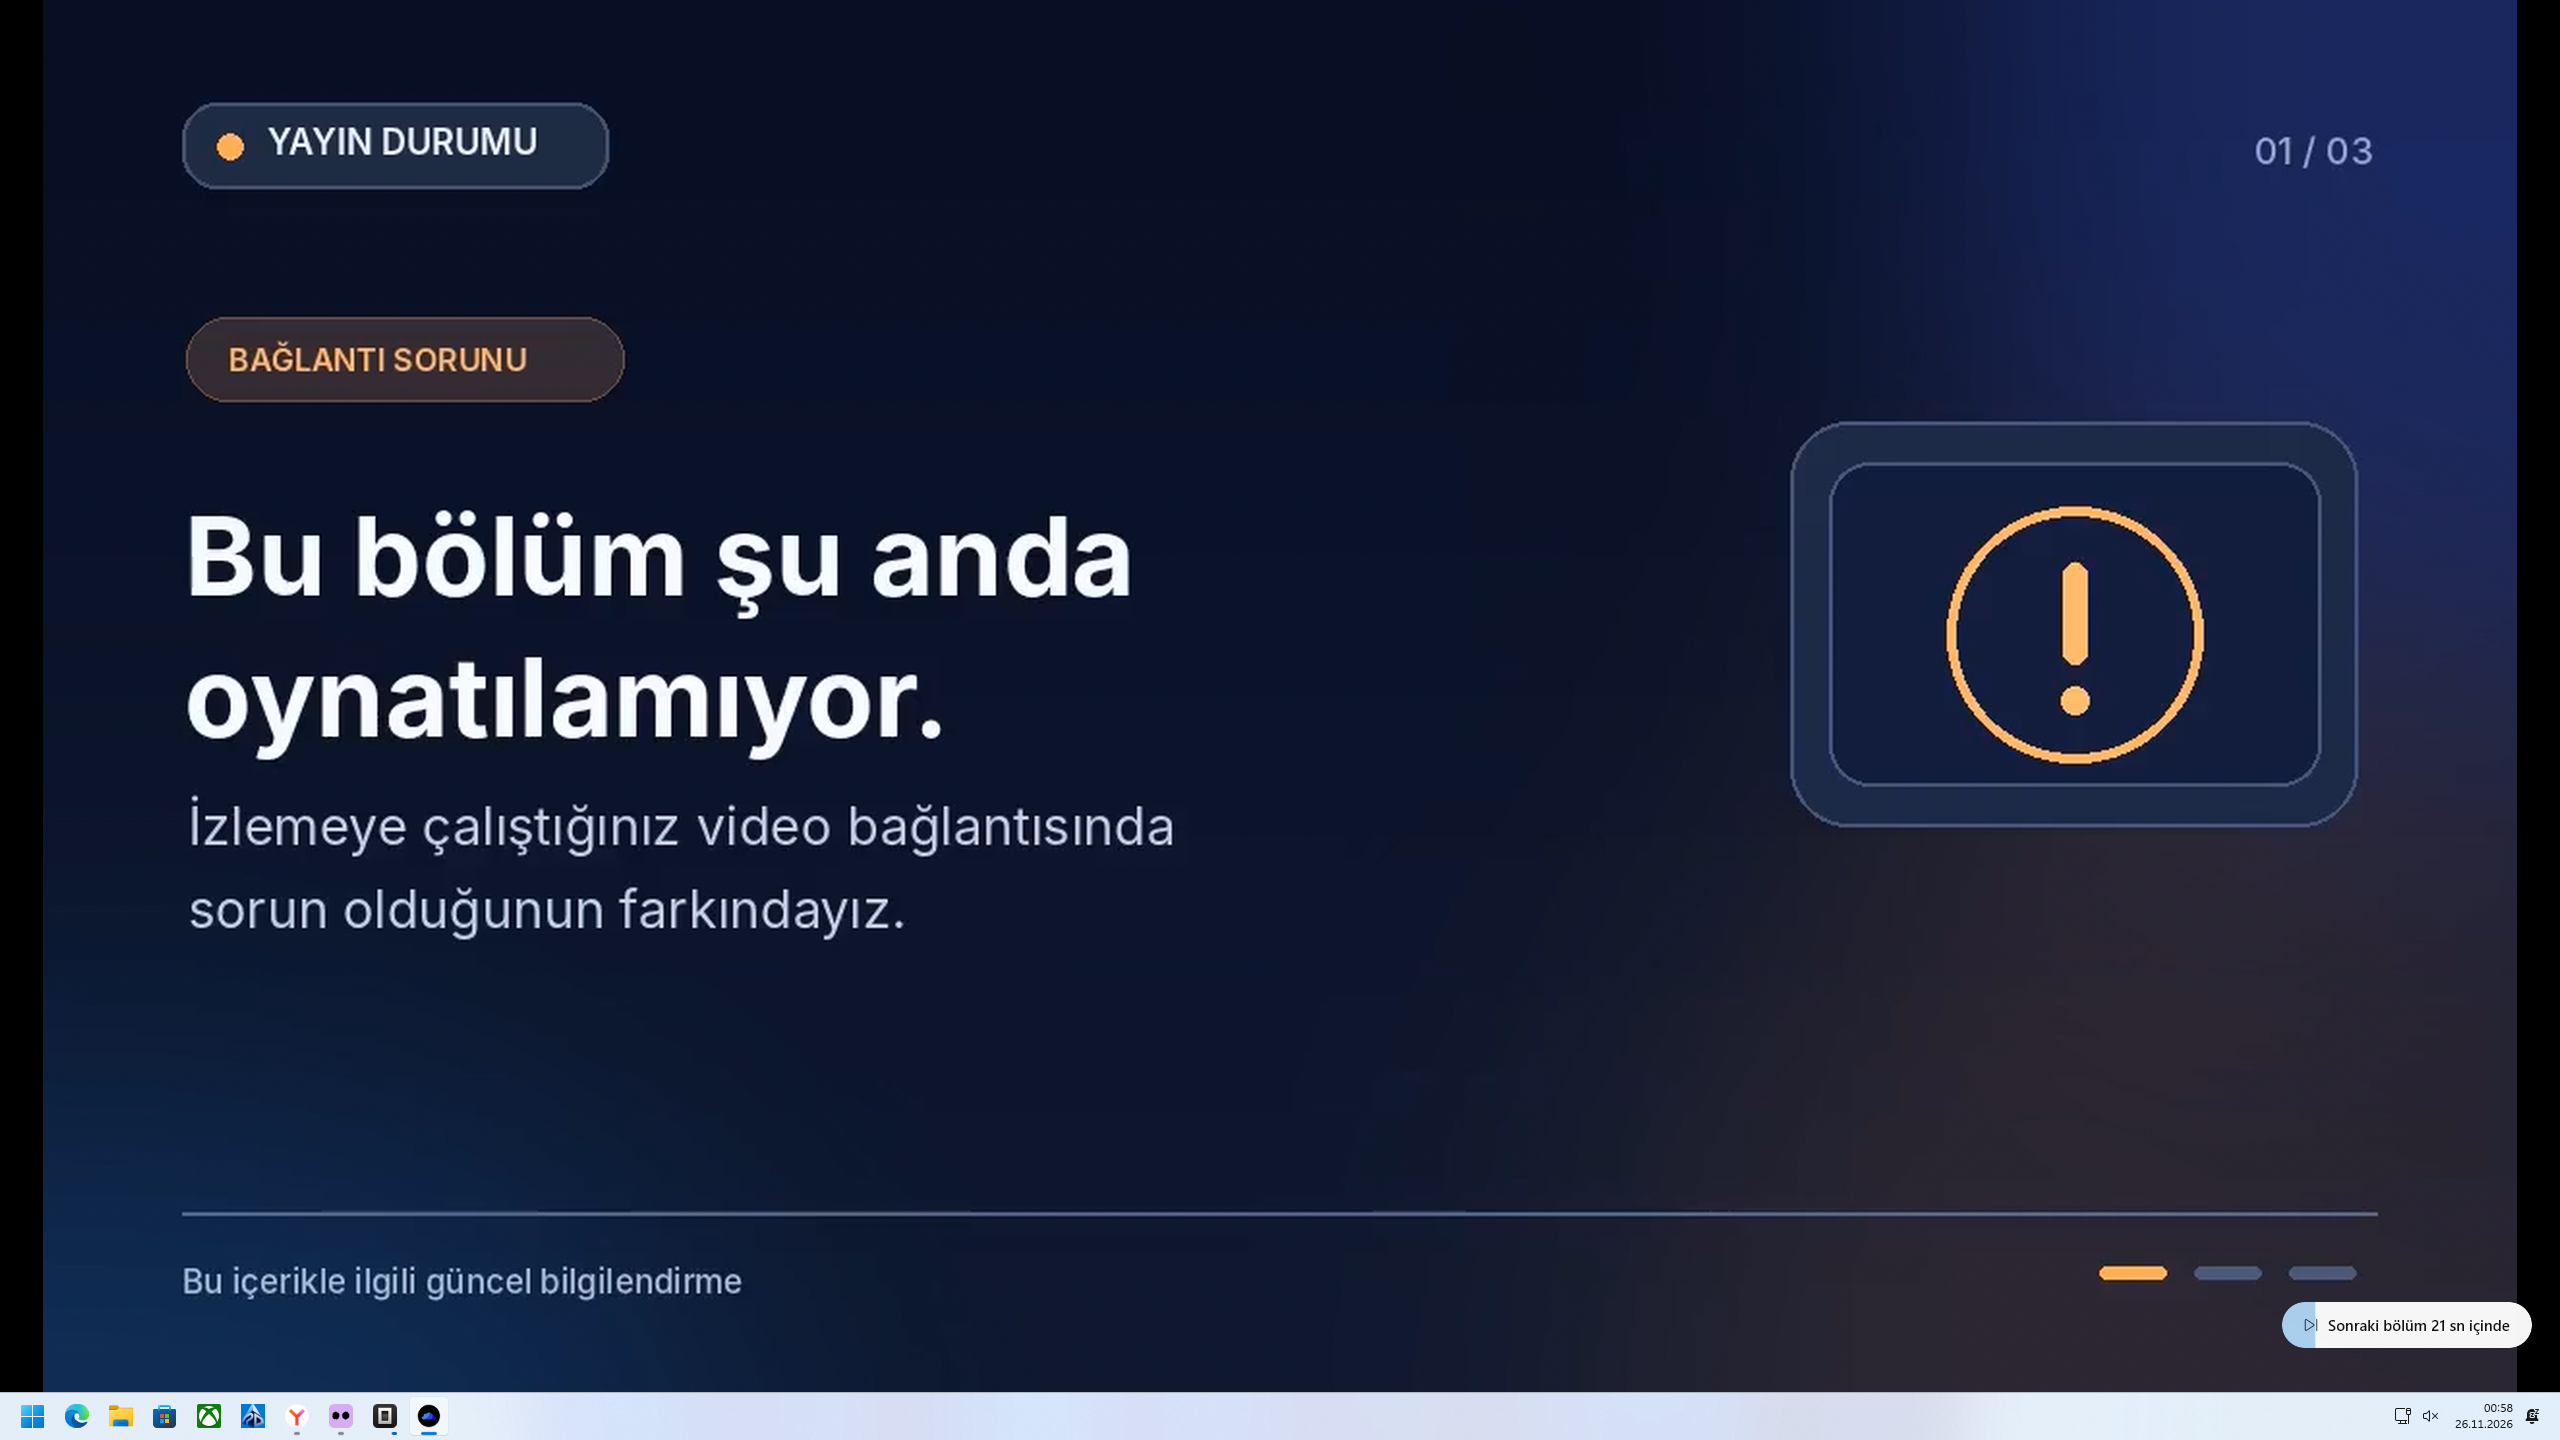 YAYIN DURUMU
01 / 03
BAĞLANTI SORUNU
Bu bölüm şu anda
oynatılamıyor.
İzlemeye çalıştığınız video bağlantısında
sorun olduğunun farkındayız.
Bu içerikle ilgili güncel bilgilendirme
Sonraki bölüm 21 sn içinde
00:58
26.11.2026